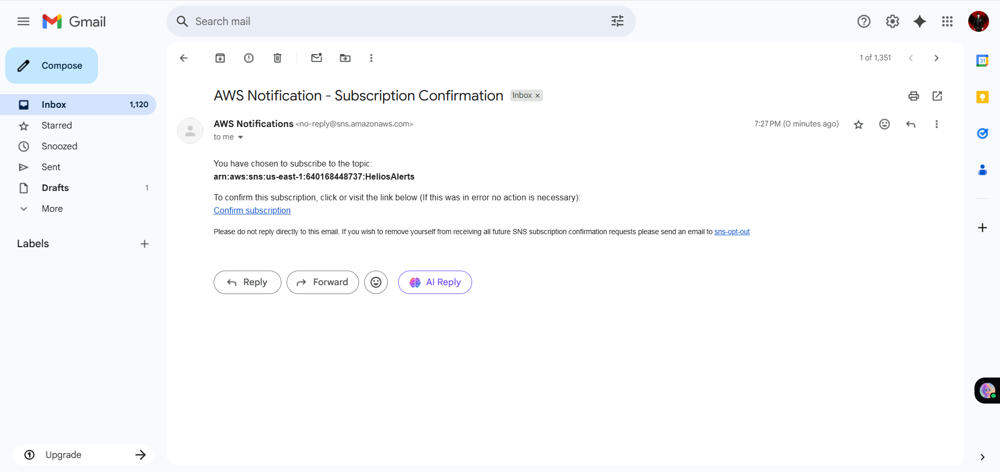 Gmail
Search mail
Compose
1 of 1,351
Inbox 1,120
Starred
Snoozed
Sent
Drafts 1
More
Labels
Upgrade
AWS Notification - Subscription Confirmation Inbox ×
AWS Notifications <no-reply@sns.amazonaws.com> 7:27 PM (0 minutes ago)
to me
You have chosen to subscribe to the topic:
arn:aws:sns:us-east-1:640168448737:HeliosAlerts
To confirm this subscription, click or visit the link below (If this was in error no action is necessary):
Confirm subscription
Please do not reply directly to this email. If you wish to remove yourself from receiving all future SNS subscription confirmation requests please send an email to sns-opt-out
Reply Forward AI Reply
31